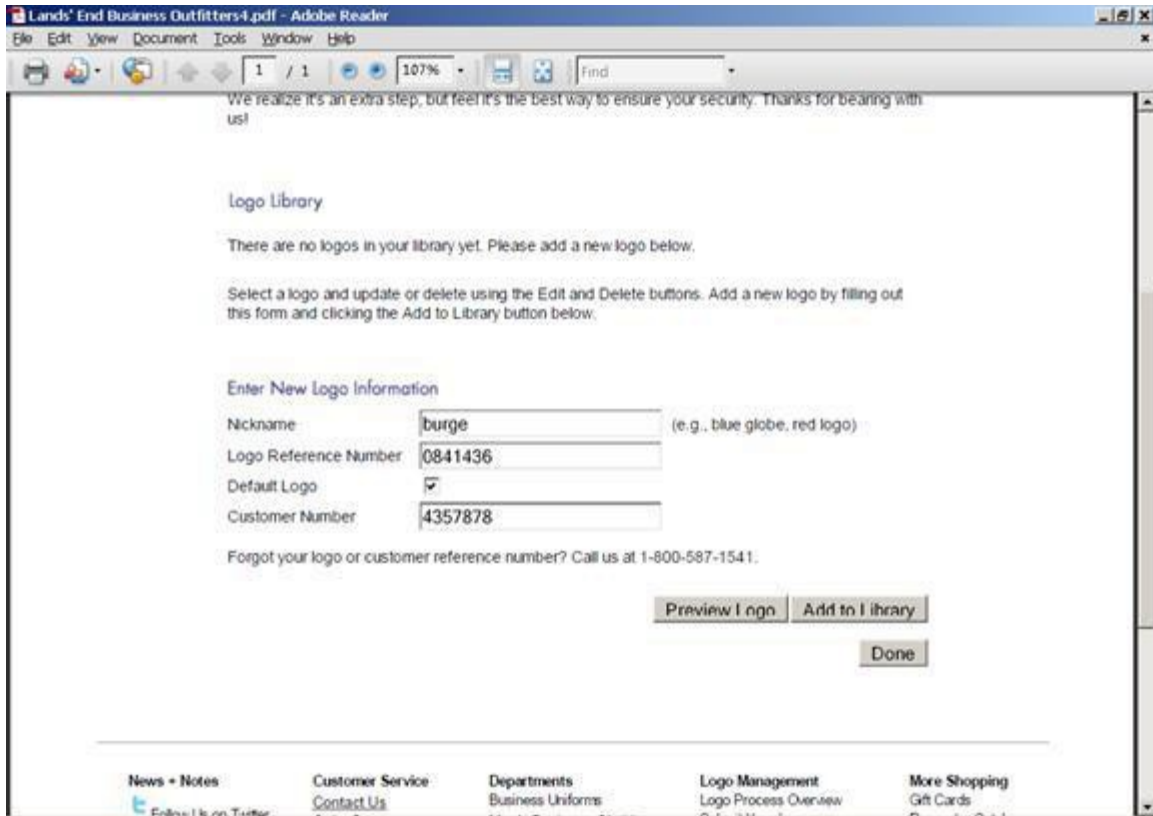 Lands' End Business Outfitters4.pdf - Adobe Reader
File Edit View Document Tools Window Help
1 / 1 107% Find
We realize it's an extra step, but feel it's the best way to ensure your security. Thanks for bearing with
us!
Logo Library
There are no logos in your library yet. Please add a new logo below.
Select a logo and update or delete using the Edit and Delete buttons. Add a new logo by filling out
this form and clicking the Add to Library button below.
Enter New Logo Information
Nickname burge (e.g., blue globe, red logo)
Logo Reference Number 0841436
Default Logo
Customer Number 4357878
Forgot your logo or customer reference number? Call us at 1-800-587-1541.
Preview Logo Add to Library
Done
News + Notes Customer Service Departments Logo Management More Shopping
Follow Us on Twitter Contact Us Business Uniforms Logo Process Overview Gift Cards